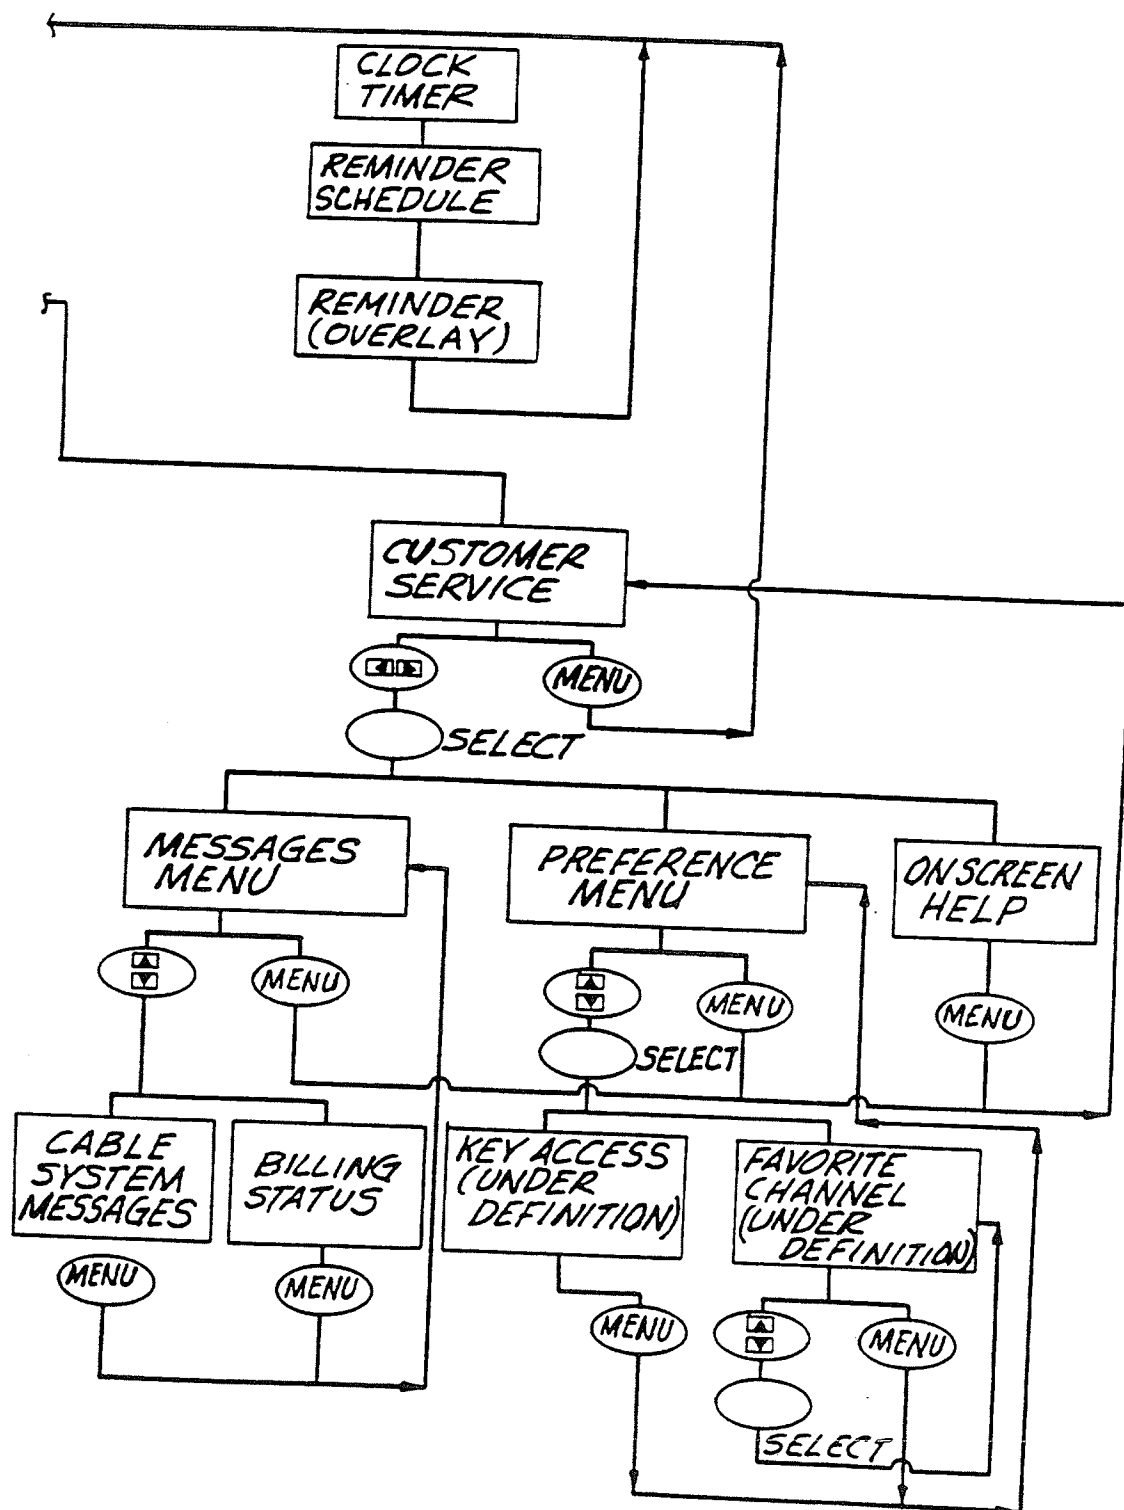 CLOCK
TIMER
REMINDER
SCHEDULE
REMINDER
(OVERLAY)
CUSTOMER
SERVICE
MENU
SELECT
MESSAGES
MENU
PREFERENCE
MENU
ON SCREEN
HELP
MENU
MENU
MENU
SELECT
CABLE
SYSTEM
MESSAGES
BILLING
STATUS
KEY ACCESS
(UNDER
DEFINITION)
FAVORITE
CHANNEL
(UNDER
DEFINITION)
MENU
MENU
MENU
MENU
SELECT